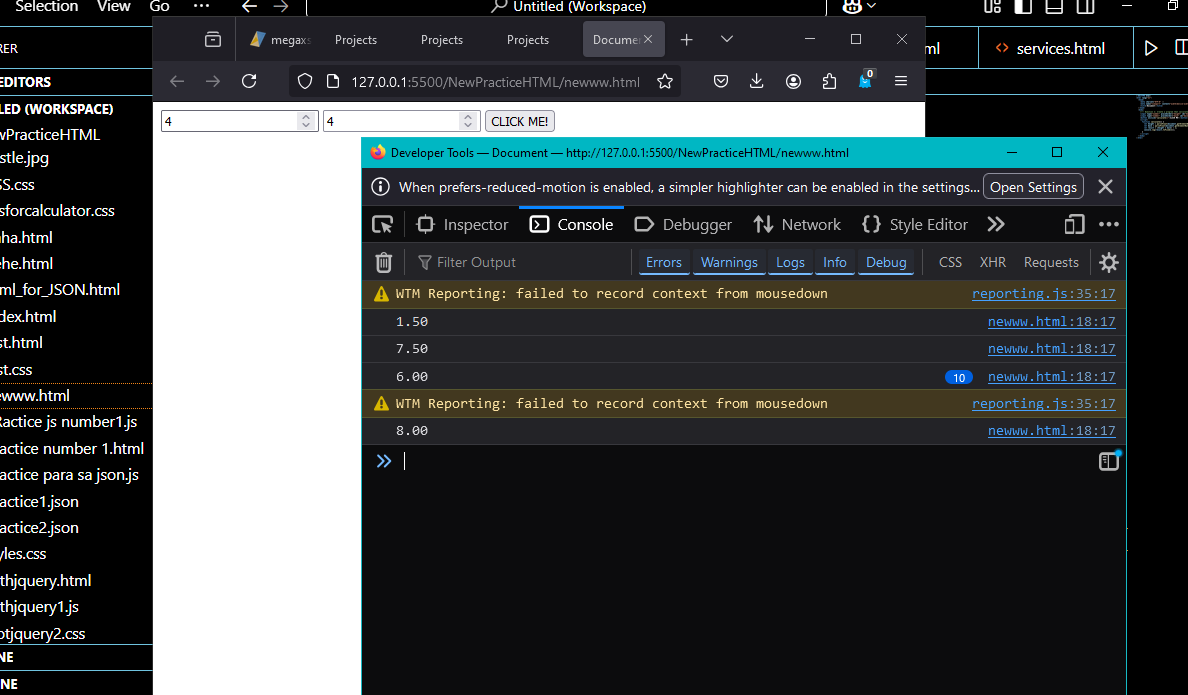 Selection View Go ··· Untitled (Workspace)
megaxs Projects Projects Projects Documen
ml services.html
127.0.0.1:5500/NewPracticeHTML/newww.html 0
RER
EDITORS
LED (WORKSPACE)
wPracticeHTML
stle.jpg
SS.css
sforcalculator.css
ha.html
ehe.html
ml_for_JSON.html
dex.html
st.html
st.css
ewww.html
ractice js number1.js
actice number 1.html
actice para sa json.js
actice1.json
actice2.json
yles.css
thjquery.html
thjquery1.js
otjquery2.css
NE
NE
4 4 CLICK ME!
Developer Tools — Document — http://127.0.0.1:5500/NewPracticeHTML/newww.html
When prefers-reduced-motion is enabled, a simpler highlighter can be enabled in the settings... Open Settings
Inspector Console Debugger Network Style Editor
Filter Output Errors Warnings Logs Info Debug CSS XHR Requests
WTM Reporting: failed to record context from mousedown reporting.js:35:17
1.50 newww.html:18:17
7.50 newww.html:18:17
6.00 10 newww.html:18:17
WTM Reporting: failed to record context from mousedown reporting.js:35:17
8.00 newww.html:18:17